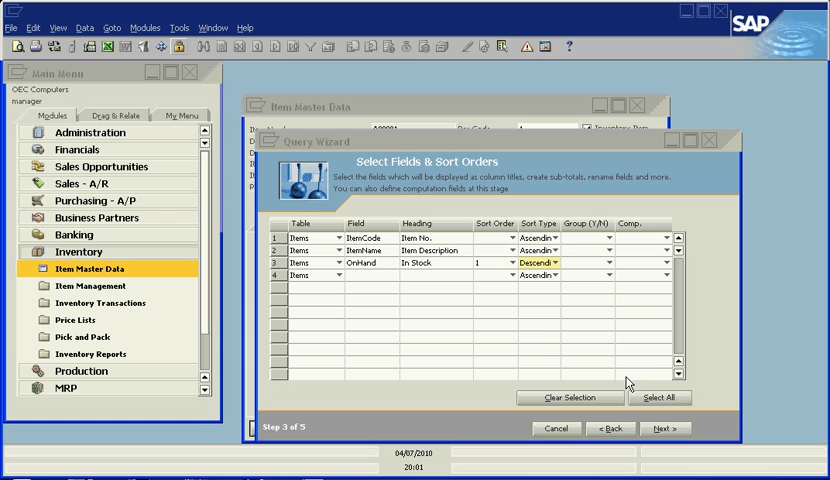 File Edit View Data Goto Modules Tools Window Help
SAP
Main Menu
OEC Computers
manager
Modules Drag & Relate My Menu
Administration
Financials
Sales Opportunities
Sales - A/R
Purchasing - A/P
Business Partners
Banking
Inventory
Item Master Data
Item Management
Inventory Transactions
Price Lists
Pick and Pack
Inventory Reports
Production
MRP
Item Master Data
Query Wizard
Select Fields & Sort Orders
Select the fields which will be displayed as column titles, create sub-totals, rename fields and more.
You can also define computation fields at this stage
Table Field Heading Sort Order Sort Type Group (Y/N) Comp.
1 Items ItemCode Item No. Ascendin
2 Items ItemName Item Description Ascendin
3 Items OnHand In Stock 1 Descendi
4 Items Ascendin
Clear Selection Select All
Step 3 of 5 Cancel < Back Next >
04/07/2010
20:01